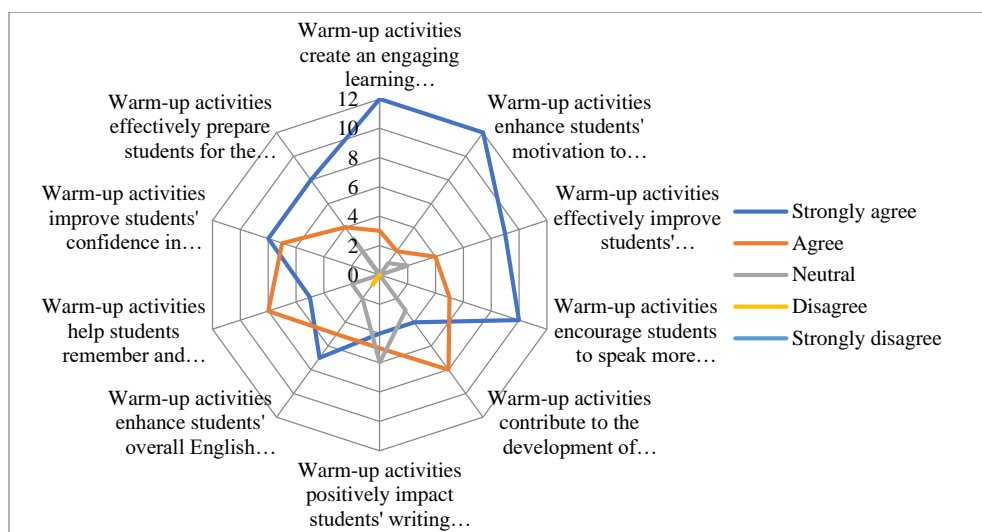 Warm-up activities
create an engaging
learning…
Warm-up activities
enhance students'
motivation to…
Warm-up activities
effectively improve
students'…
Warm-up activities
encourage students
to speak more…
Warm-up activities
contribute to the
development of…
Warm-up activities
positively impact
students' writing…
Warm-up activities
enhance students'
overall English…
Warm-up activities
help students
remember and…
Warm-up activities
improve students'
confidence in…
Warm-up activities
effectively prepare
students for the…
12
10
8
6
4
2
0
Strongly agree
Agree
Neutral
Disagree
Strongly disagree